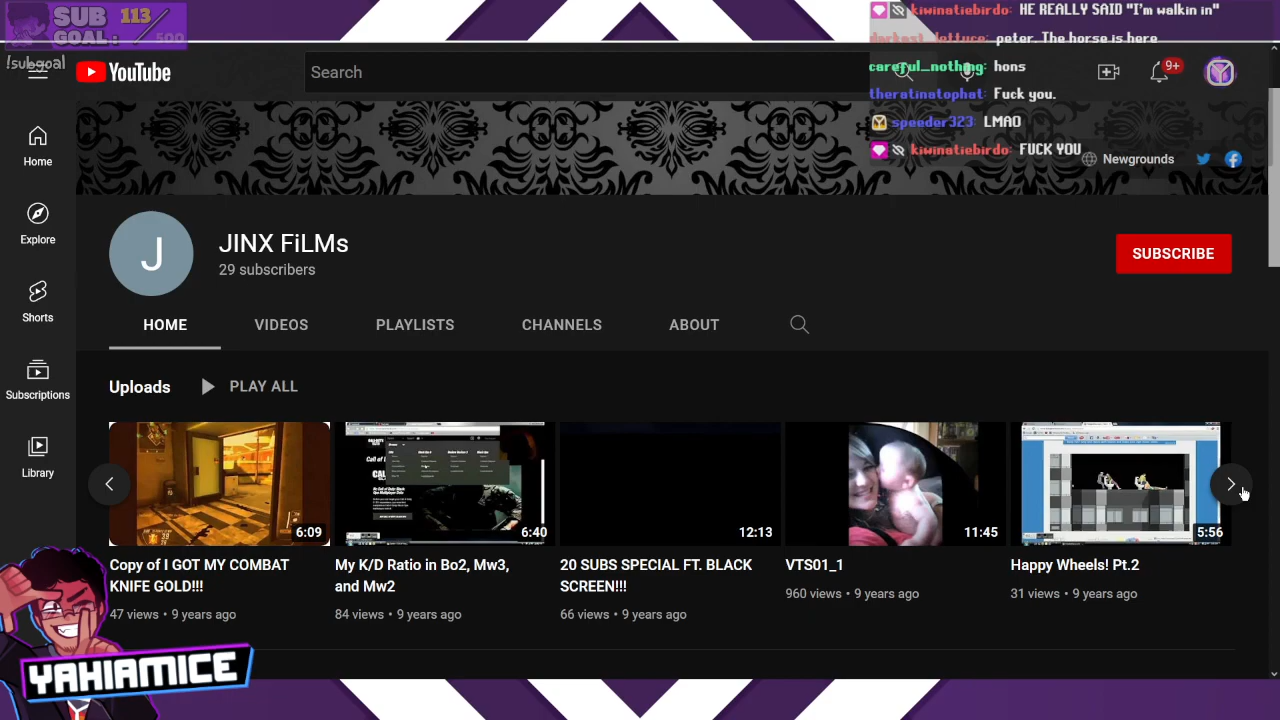 SUB GOAL: 113/500
!subgoal
kiwinatiebirdo: HE REALLY SAID "I'm walkin in"
darkest_lettuce: peter. The horse is here
careful_nothing: hons
theratinatophat: Fuck you.
speeder323: LMAO
kiwinatiebirdo: FUCK YOU
YouTube
Search
9+
Newgrounds
Home
Explore
Shorts
Subscriptions
Library
J
JINX FiLMs
29 subscribers
SUBSCRIBE
HOME VIDEOS PLAYLISTS CHANNELS ABOUT
Uploads PLAY ALL
6:09
6:40
12:13
11:45
5:56
Copy of I GOT MY COMBAT
KNIFE GOLD!!!
47 views • 9 years ago
My K/D Ratio in Bo2, Mw3,
and Mw2
84 views • 9 years ago
20 SUBS SPECIAL FT. BLACK
SCREEN!!!
66 views • 9 years ago
VTS01_1
960 views • 9 years ago
Happy Wheels! Pt.2
31 views • 9 years ago
YAHIAMICE